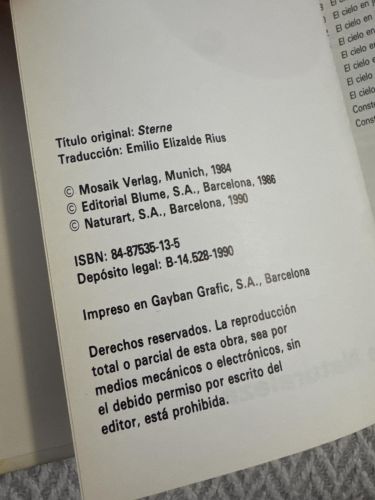 Título original: Sterne
Traducción: Emilio Elizalde Rius
© Mosaik Verlag, Munich, 1984
© Editorial Blume, S.A., Barcelona, 1986
© Naturart, S.A., Barcelona, 1990
ISBN: 84-87535-13-5
Depósito legal: B-14.528-1990
Impreso en Gayban Grafic, S.A., Barcelona
Derechos reservados. La reproducción
total o parcial de esta obra, sea por
medios mecánicos o electrónicos, sin
el debido permiso por escrito del
editor, está prohibida.
El cielo en
El cielo en
El cielo en
El cielo en
El cielo e
El cielo
El cielo
Const
Const